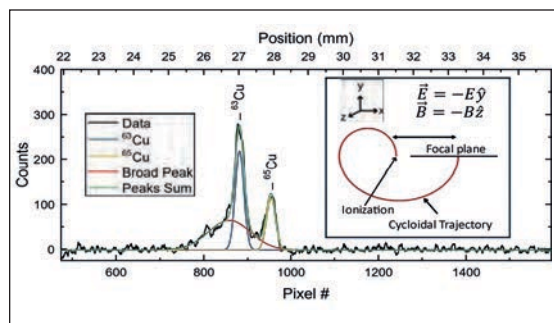 Position (mm)
22 23 24 25 26 27 28 29 30 31 32 33 34 35
400
300
200
100
0
Counts
Data
⁶³Cu
⁶⁵Cu
Broad Peak
Peaks Sum
⁶³Cu
⁶⁵Cu
y
z x
E⃗ = −Eŷ
B⃗ = −Bẑ
Focal plane
Ionization
Cycloidal Trajectory
600 800 1000 1200 1400
Pixel #